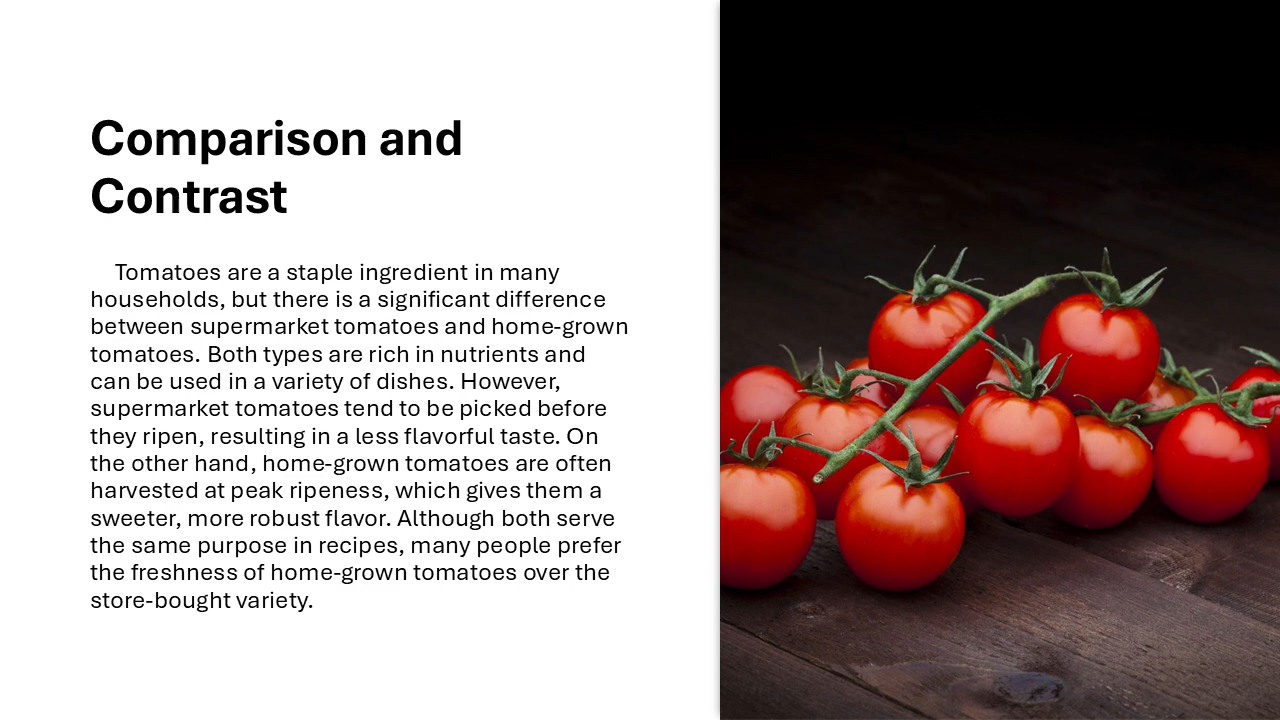 Comparison and
Contrast
Tomatoes are a staple ingredient in many
households, but there is a significant difference
between supermarket tomatoes and home-grown
tomatoes. Both types are rich in nutrients and
can be used in a variety of dishes. However,
supermarket tomatoes tend to be picked before
they ripen, resulting in a less flavorful taste. On
the other hand, home-grown tomatoes are often
harvested at peak ripeness, which gives them a
sweeter, more robust flavor. Although both serve
the same purpose in recipes, many people prefer
the freshness of home-grown tomatoes over the
store-bought variety.